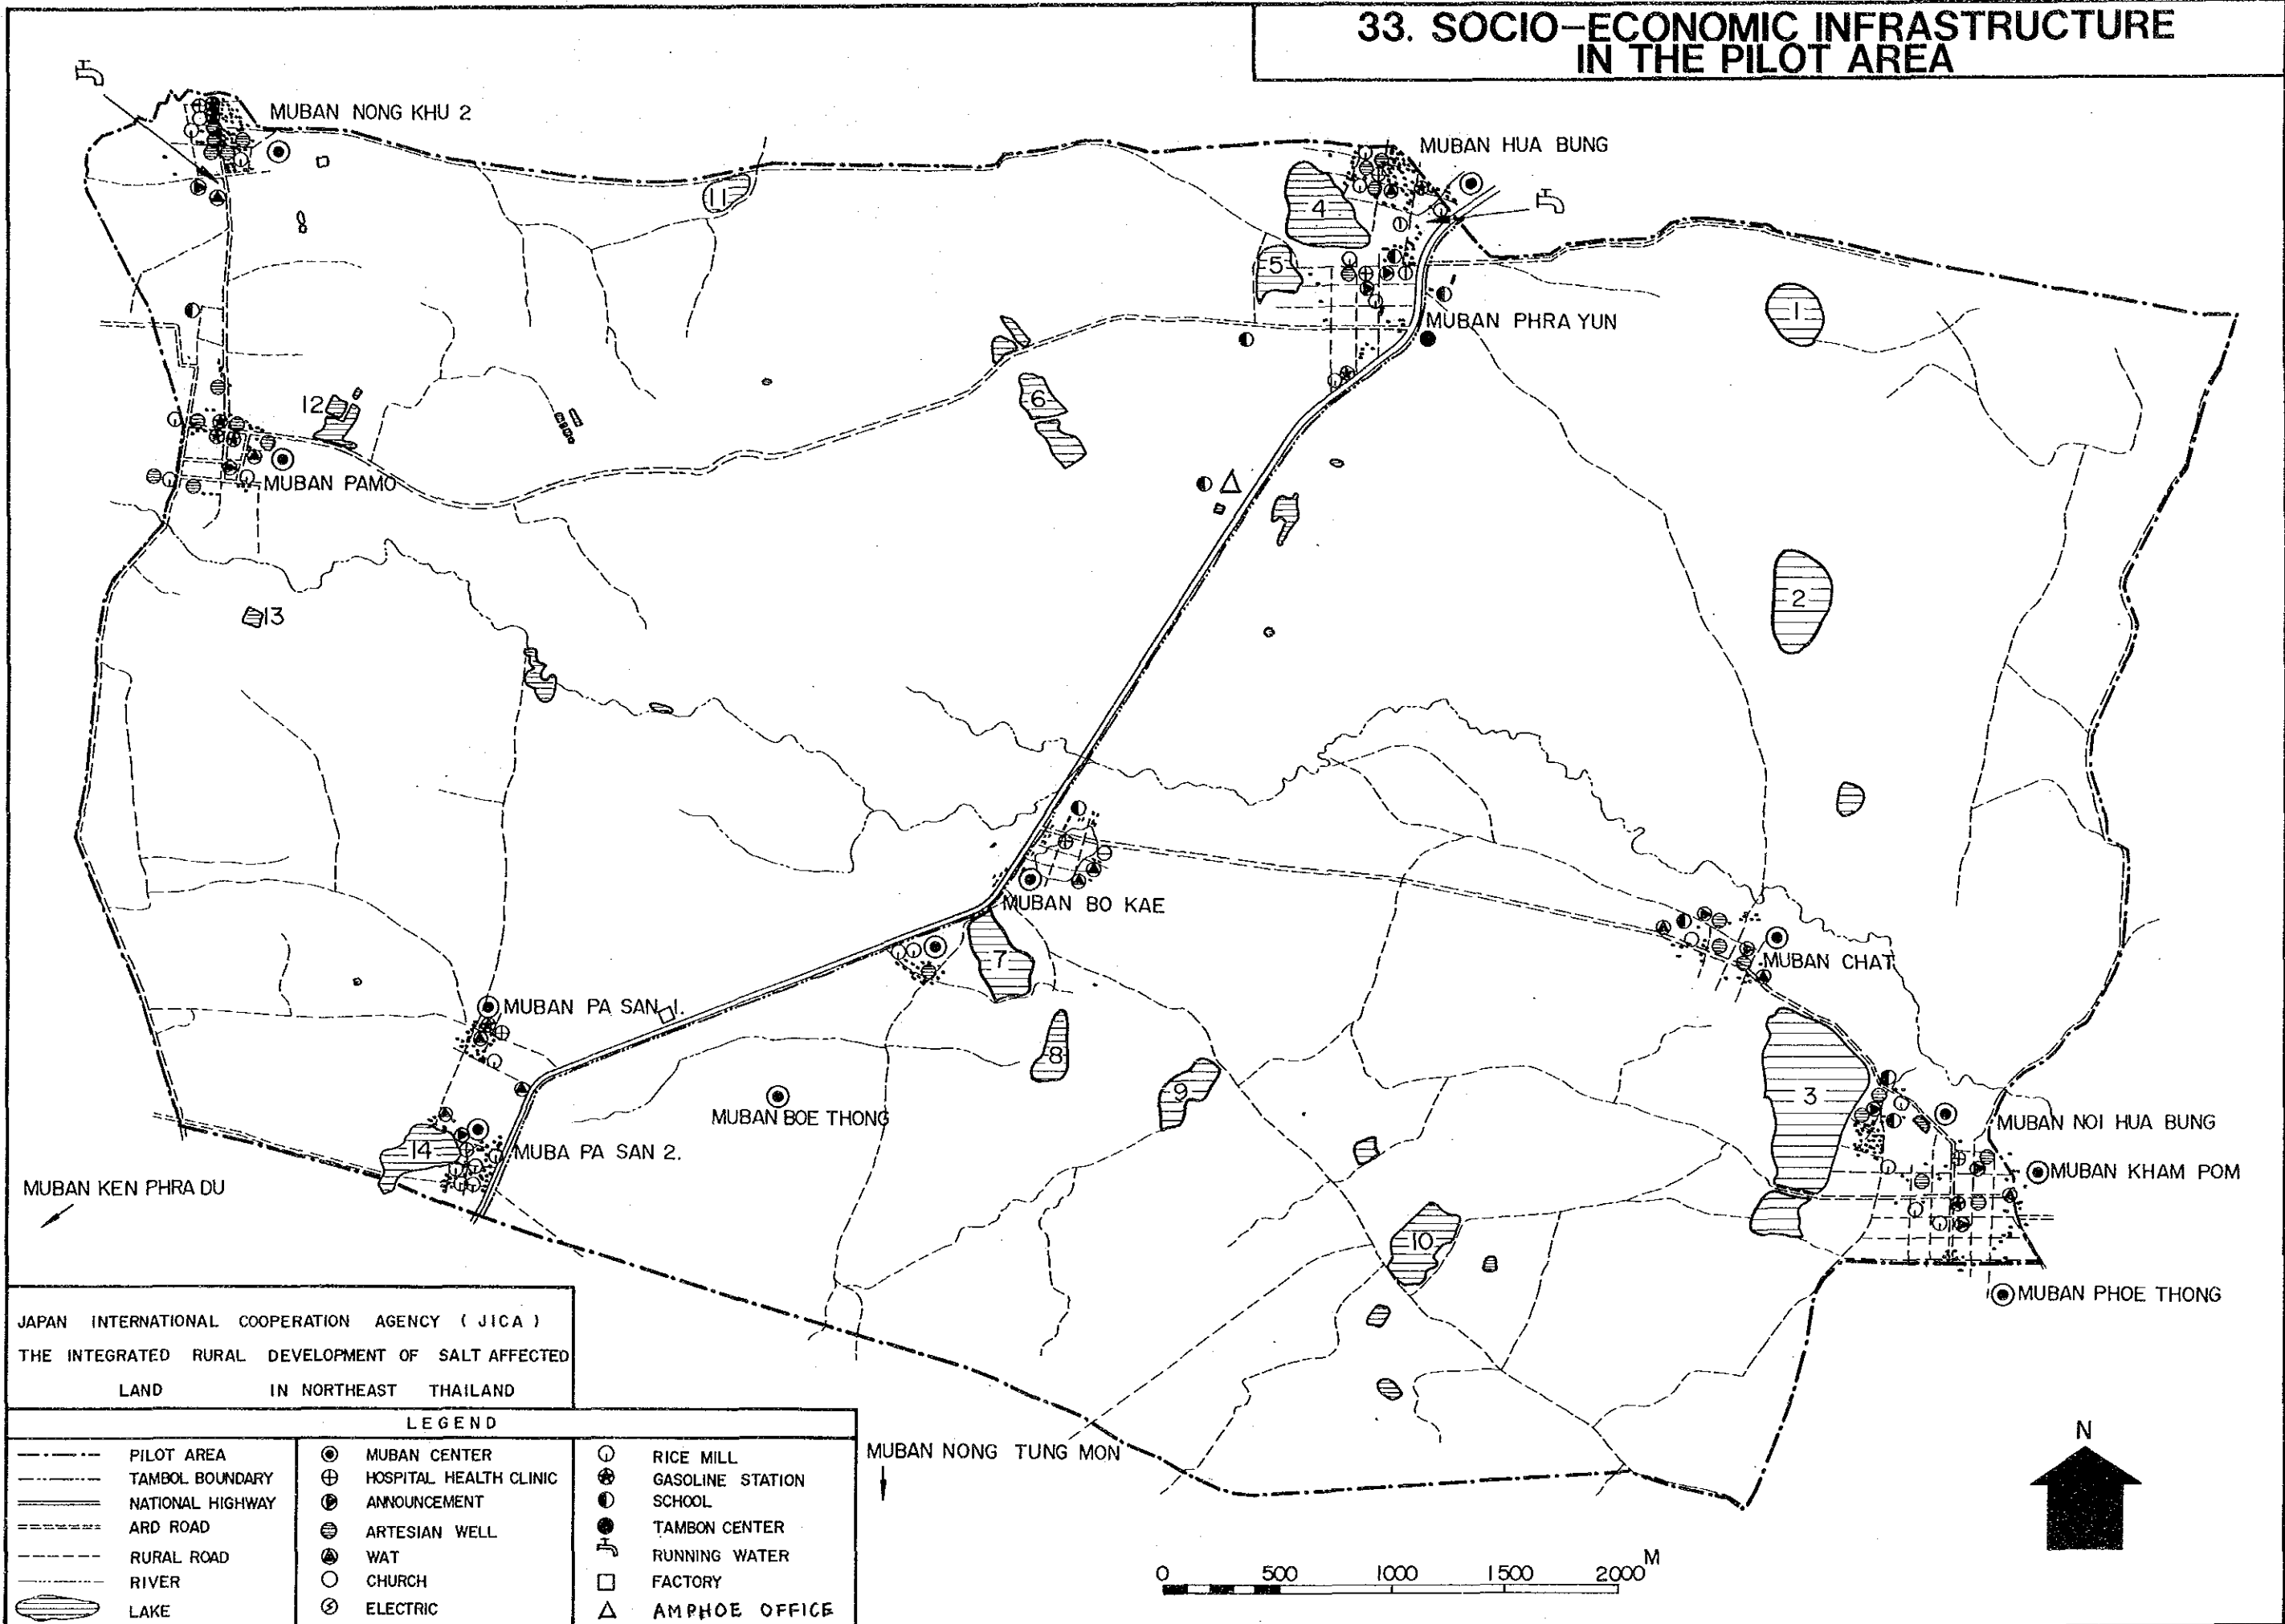 33. SOCIO-ECONOMIC INFRASTRUCTURE
IN THE PILOT AREA
MUBAN NONG KHU 2
MUBAN HUA BUNG
11
4
5
1
MUBAN PHRA YUN
12
6
MUBAN PAMO
2
13
MUBAN BO KAE
7
MUBAN CHAT
MUBAN PA SAN 1.
8
9
3
MUBAN BOE THONG
14
MUBA PA SAN 2.
MUBAN NOI HUA BUNG
MUBAN KHAM POM
MUBAN KEN PHRA DU
10
MUBAN PHOE THONG
JAPAN INTERNATIONAL COOPERATION AGENCY ( JICA )
THE INTEGRATED RURAL DEVELOPMENT OF SALT AFFECTED
LAND IN NORTHEAST THAILAND
LEGEND
PILOT AREA
TAMBOL BOUNDARY
NATIONAL HIGHWAY
ARD ROAD
RURAL ROAD
RIVER
LAKE
MUBAN CENTER
HOSPITAL HEALTH CLINIC
ANNOUNCEMENT
ARTESIAN WELL
WAT
CHURCH
ELECTRIC
RICE MILL
GASOLINE STATION
SCHOOL
TAMBON CENTER
RUNNING WATER
FACTORY
AMPHOE OFFICE
MUBAN NONG TUNG MON
N
0 500 1000 1500 2000 M